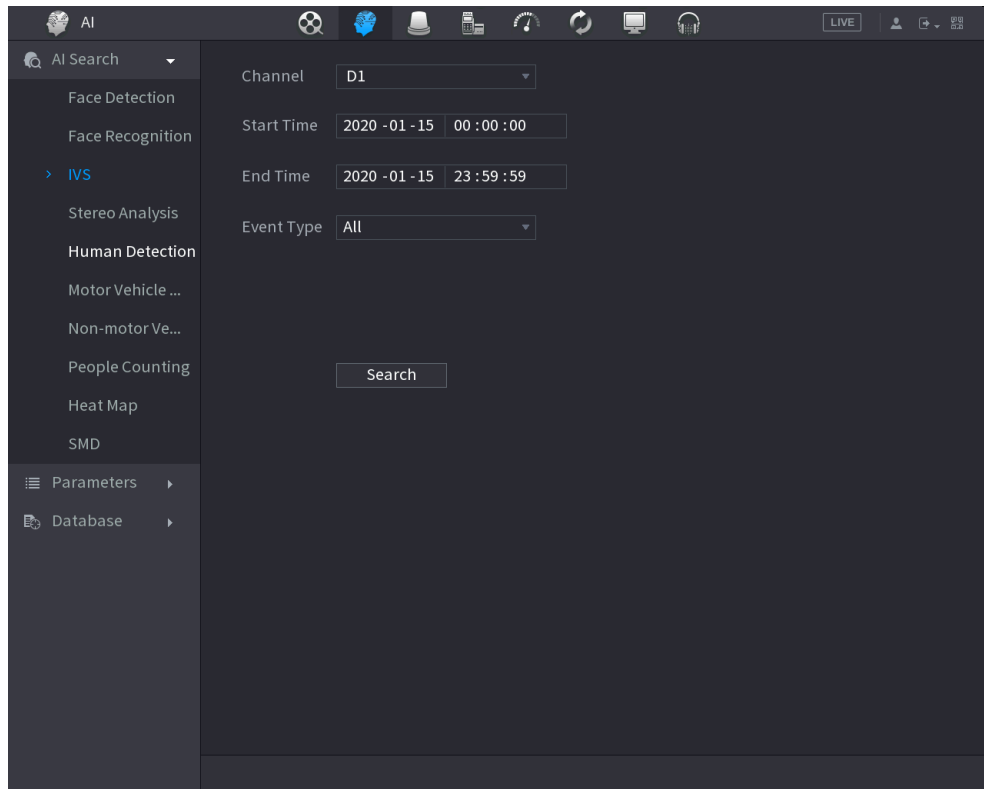 AI
LIVE
AI Search
Face Detection
Face Recognition
IVS
Stereo Analysis
Human Detection
Motor Vehicle ...
Non-motor Ve...
People Counting
Heat Map
SMD
Parameters
Database
Channel D1
Start Time 2020 -01 -15 00 :00 :00
End Time 2020 -01 -15 23 :59 :59
Event Type All
Search